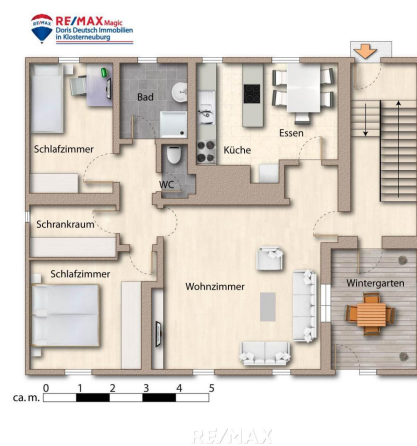 RE/MAX Magic
Doris Deutsch Immobilien
in Klosterneuburg
RE/MAX
Bad
Schlafzimmer
Küche
Essen
WC
Schrankraum
Schlafzimmer
Wohnzimmer
Wintergarten
ca. m. 0 1 2 3 4 5
RE/MAX